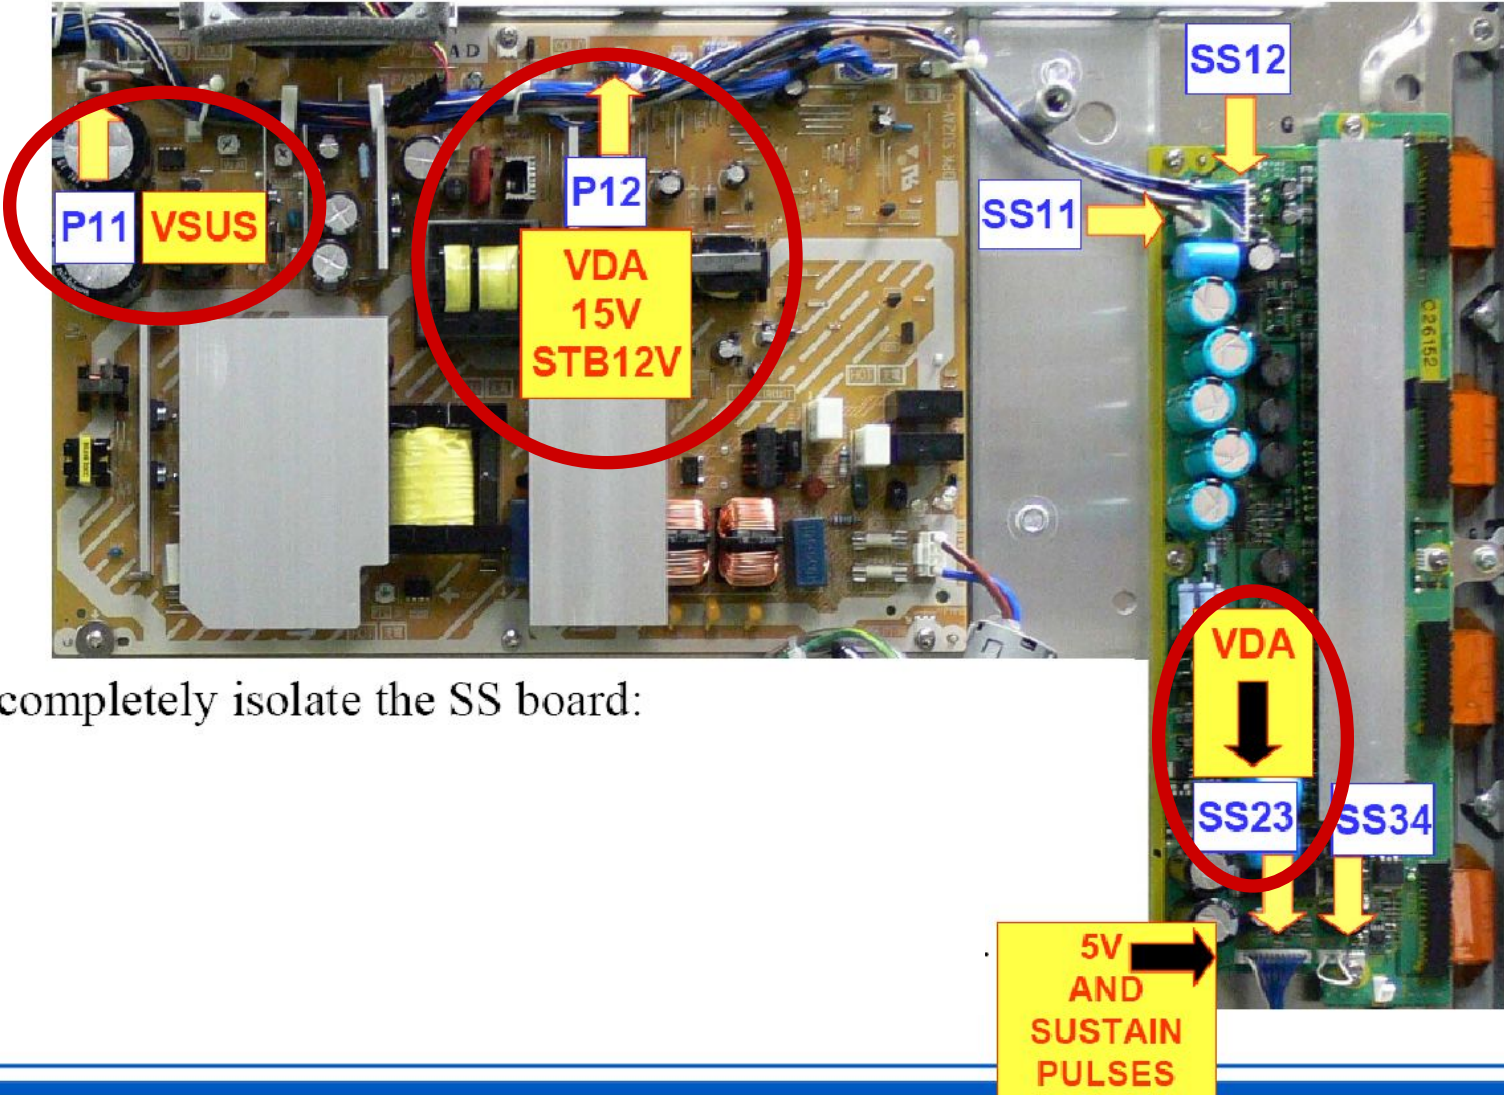 SS12
P11
VSUS
P12
VDA
15V
STB12V
SS11
C26152
VDA
SS23
SS34
completely isolate the SS board:
5V
AND
SUSTAIN
PULSES